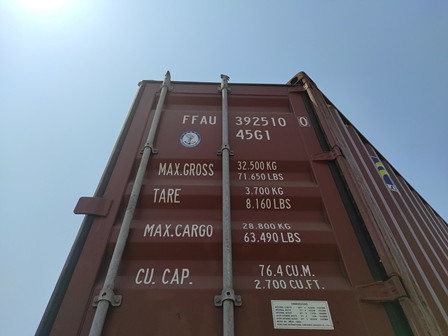 FFAU 392510 0
45G1
MAX.GROSS 32.500 KG
71.650 LBS
TARE 3.700 KG
8.160 LBS
MAX.CARGO 28.800 KG
63.490 LBS
CU. CAP. 76.4 CU.M.
2.700 CU.FT.